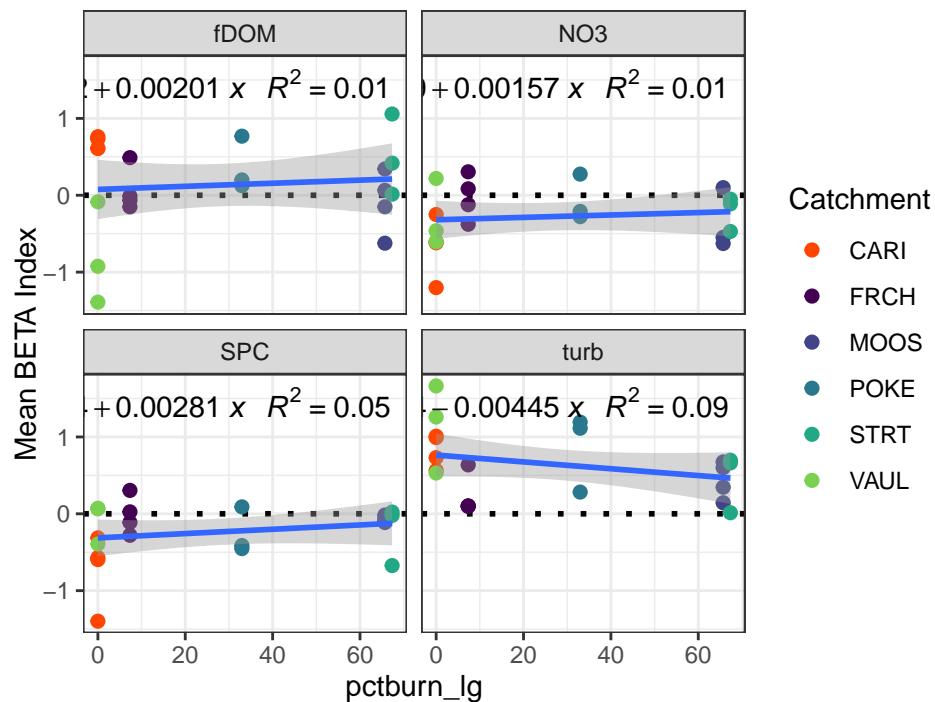 fDOM
NO3
+ 0.00201 x R² = 0.01
+ 0.00157 x R² = 0.01
1
0
−1
SPC
turb
+ 0.00281 x R² = 0.05
− 0.00445 x R² = 0.09
1
0
−1
0 20 40 60
0 20 40 60
pctburn_lg
Mean BETA Index
Catchment
CARI
FRCH
MOOS
POKE
STRT
VAUL